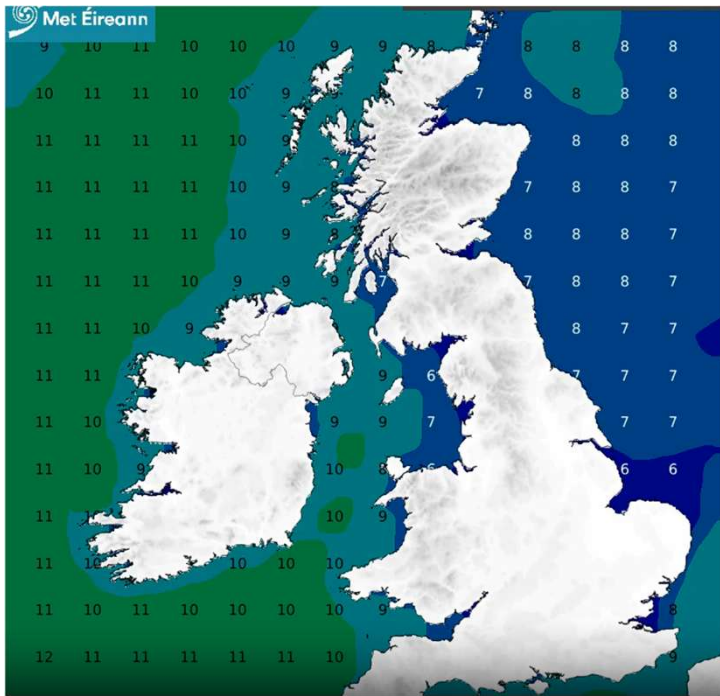 Met Éireann
9 10 11 10 10 10 9 9 8 7 8 8 8 8
10 11 11 10 10 9 9 7 8 8 8 8
11 11 11 11 10 9 8 8 8
11 11 11 11 10 9 8 7 8 8 7
11 11 11 11 10 9 8 8 8 8 7
11 11 11 10 9 9 9 7 7 8 8 7
11 11 10 9 8 7 7
11 11 9 6 7 7 7
11 10 9 9 7 7 7
11 10 9 10 8 6 6 6
11 10 10 9
11 10 10 10 10
11 10 11 10 10 10 10 9 8
12 11 11 11 11 11 10 9